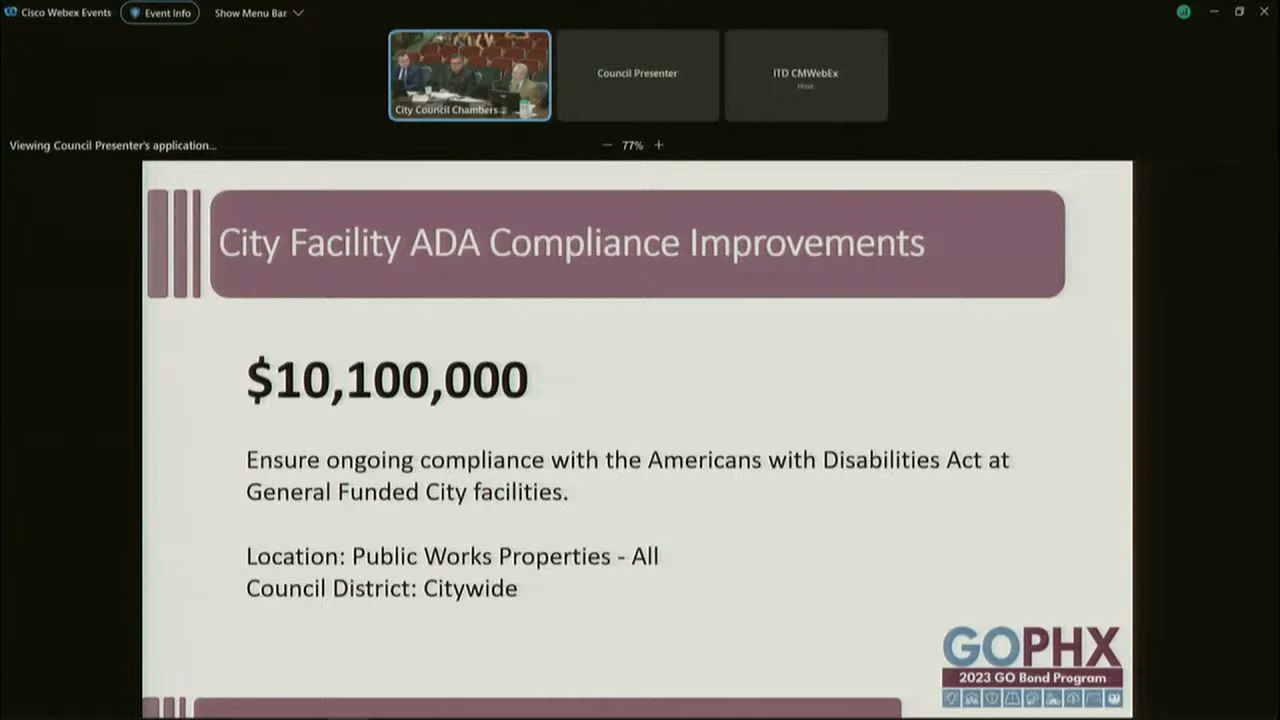 Cisco Webex Events
Event Info
Show Menu Bar
City Council Chambers
Council Presenter
ITD CMWebEx
Host
Viewing Council Presenter's application...
77%
City Facility ADA Compliance Improvements
$10,100,000
Ensure ongoing compliance with the Americans with Disabilities Act at
General Funded City facilities.
Location: Public Works Properties - All
Council District: Citywide
GOPHX
2023 GO Bond Program